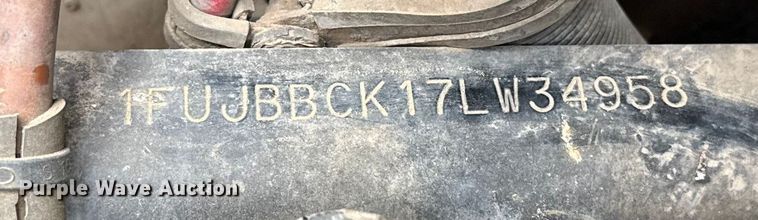 1FUJBBCK17LW34958
Purple Wave Auction